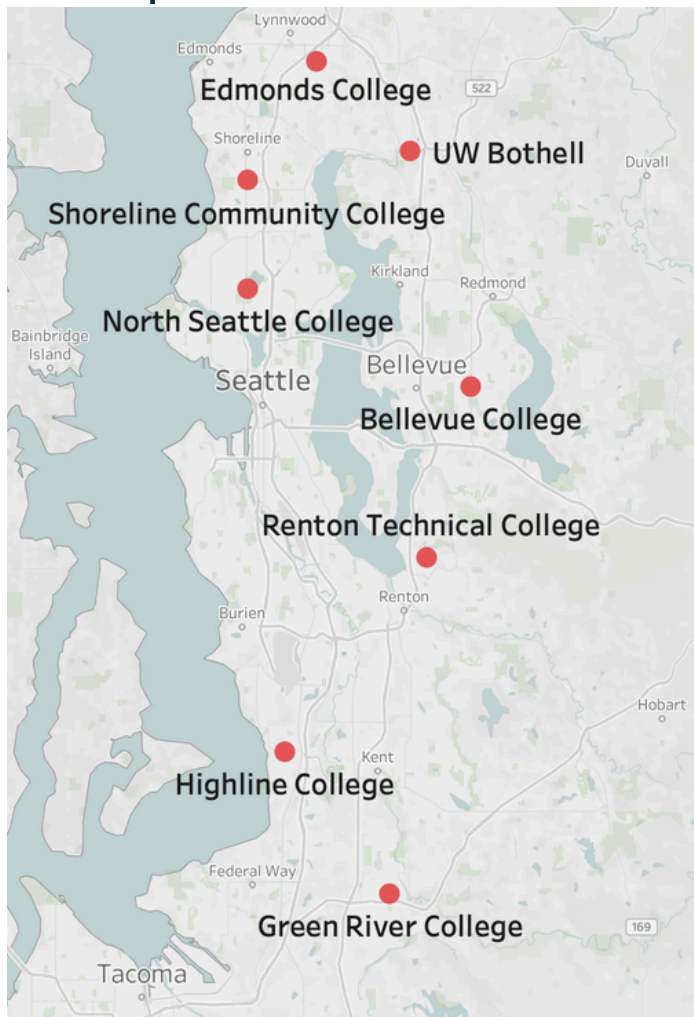 Lynnwood
Edmonds
Edmonds College
522
Shoreline
UW Bothell
Duvall
Shoreline Community College
Kirkland
Redmond
North Seattle College
Bainbridge
Island
Bellevue
Seattle
Bellevue College
Renton Technical College
Renton
Burien
Hobart
Kent
Highline College
Federal Way
Green River College
169
Tacoma